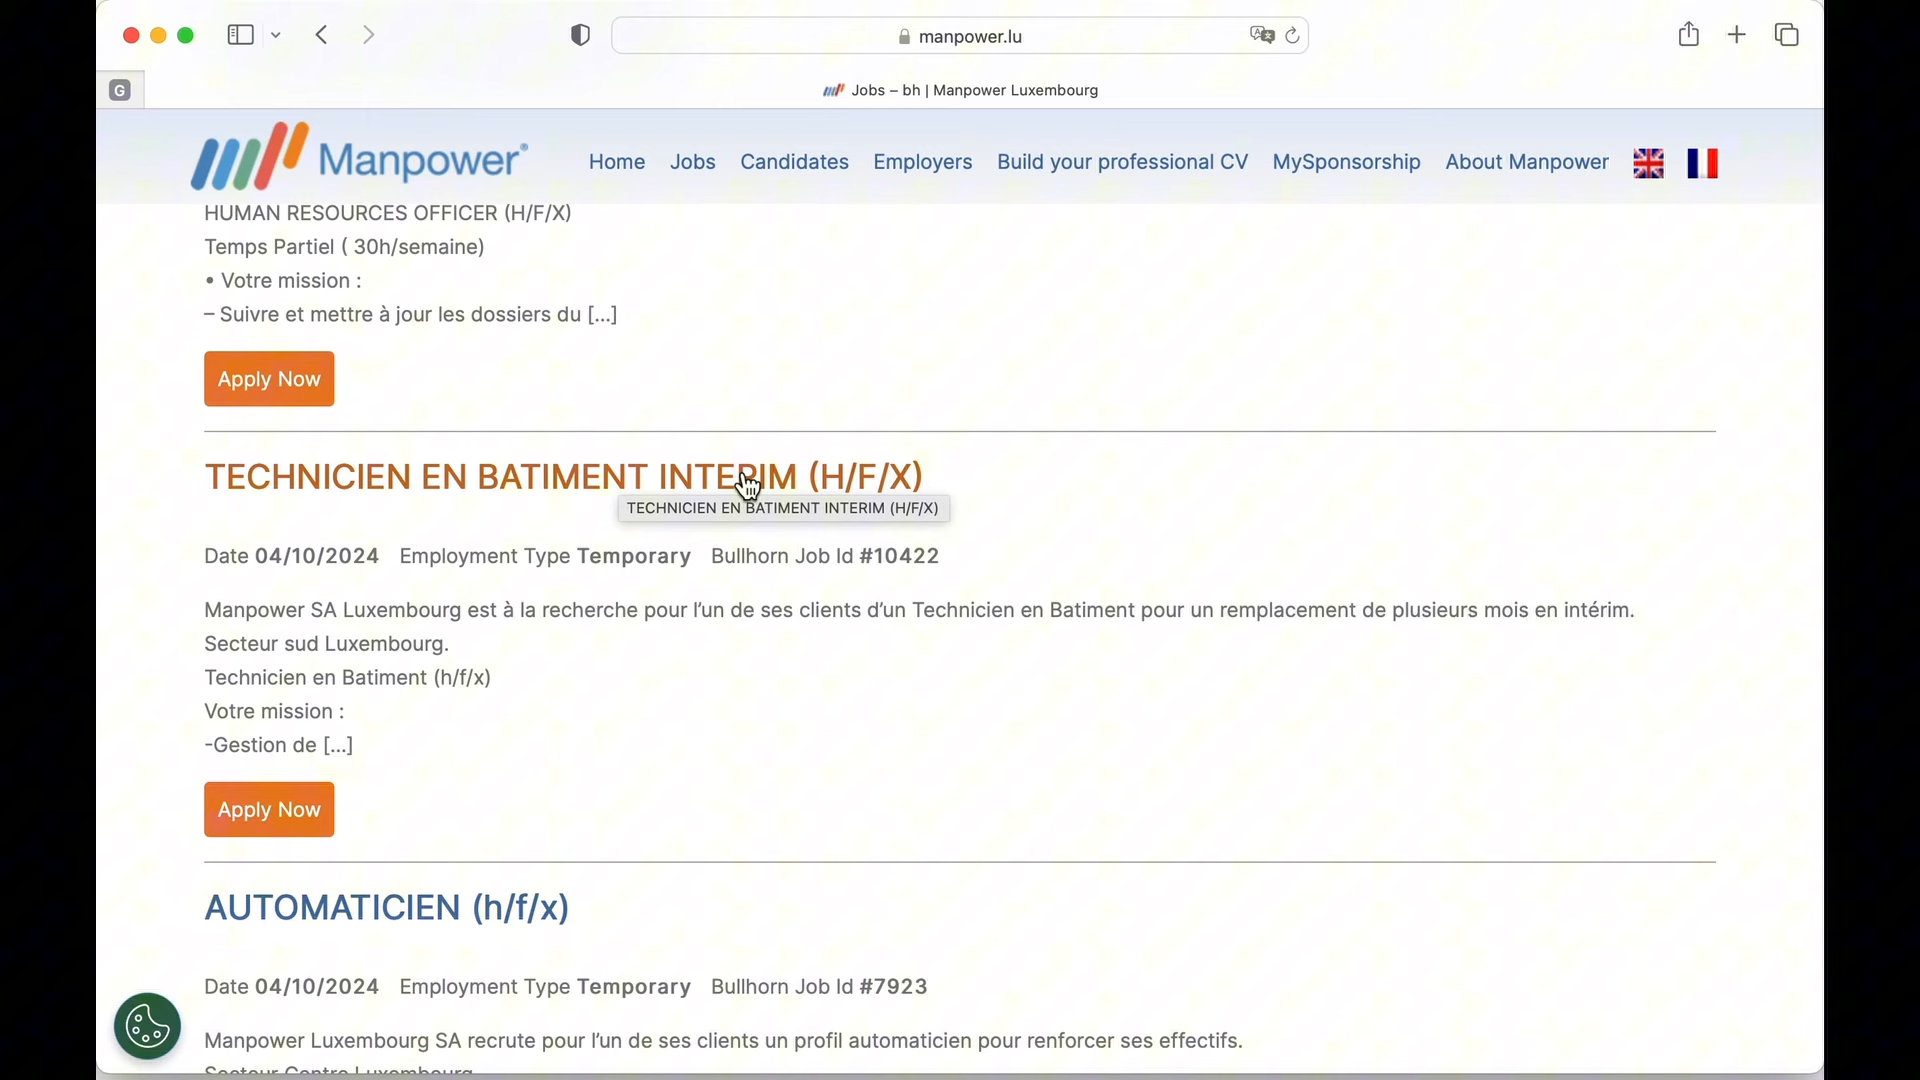 manpower.lu
G
Jobs – bh | Manpower Luxembourg
Manpower®
Home Jobs Candidates Employers Build your professional CV MySponsorship About Manpower
HUMAN RESOURCES OFFICER (H/F/X)
Temps Partiel ( 30h/semaine)
• Votre mission :
– Suivre et mettre à jour les dossiers du [...]
Apply Now
TECHNICIEN EN BATIMENT INTERIM (H/F/X)
TECHNICIEN EN BATIMENT INTERIM (H/F/X)
Date 04/10/2024 Employment Type Temporary Bullhorn Job Id #10422
Manpower SA Luxembourg est à la recherche pour l’un de ses clients d’un Technicien en Batiment pour un remplacement de plusieurs mois en intérim.
Secteur sud Luxembourg.
Technicien en Batiment (h/f/x)
Votre mission :
-Gestion de [...]
Apply Now
AUTOMATICIEN (h/f/x)
Date 04/10/2024 Employment Type Temporary Bullhorn Job Id #7923
Manpower Luxembourg SA recrute pour l’un de ses clients un profil automaticien pour renforcer ses effectifs.
Secteur Centre Luxembourg